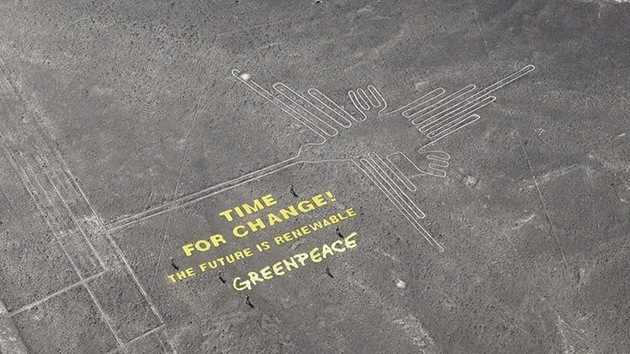 TIME
FOR CHANGE!
THE FUTURE IS RENEWABLE
GREENPEACE